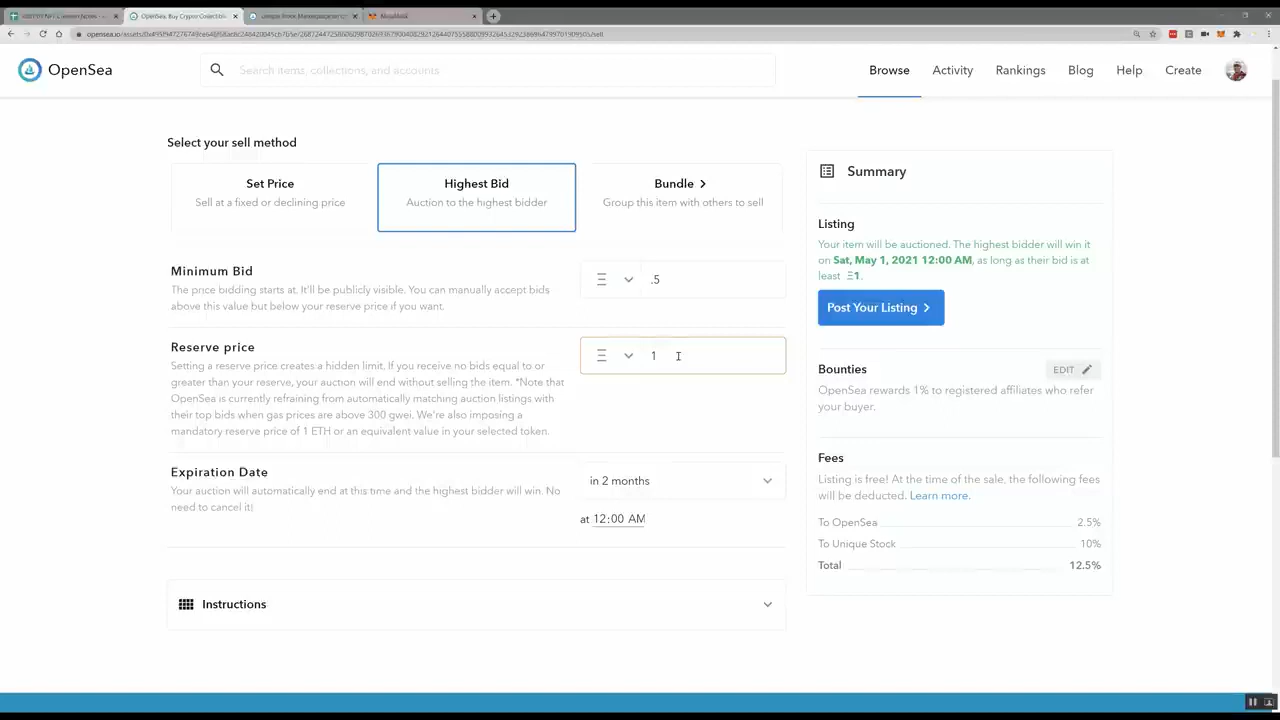 OpenSea, Buy Crypto Collectibl
MetaMask
OpenSea
Search items, collections, and accounts
Browse
Activity
Rankings
Blog
Help
Create
Select your sell method
Set Price
Sell at a fixed or declining price
Highest Bid
Auction to the highest bidder
Bundle
Group this item with others to sell
Minimum Bid
The price bidding starts at. It'll be publicly visible. You can manually accept bids
above this value but below your reserve price if you want.
.5
Reserve price
Setting a reserve price creates a hidden limit. If you receive no bids equal to or
greater than your reserve, your auction will end without selling the item. *Note that
OpenSea is currently refraining from automatically matching auction listings with
their top bids when gas prices are above 300 gwei. We're also imposing a
mandatory reserve price of 1 ETH or an equivalent value in your selected token.
1
Expiration Date
Your auction will automatically end at this time and the highest bidder will win. No
need to cancel it!
in 2 months
at 12:00 AM
Instructions
Summary
Listing
Your item will be auctioned. The highest bidder will win it
on Sat, May 1, 2021 12:00 AM, as long as their bid is at
least Ξ1.
Post Your Listing
Bounties
EDIT
OpenSea rewards 1% to registered affiliates who refer
your buyer.
Fees
Listing is free! At the time of the sale, the following fees
will be deducted. Learn more.
To OpenSea 2.5%
To Unique Stock 10%
Total 12.5%